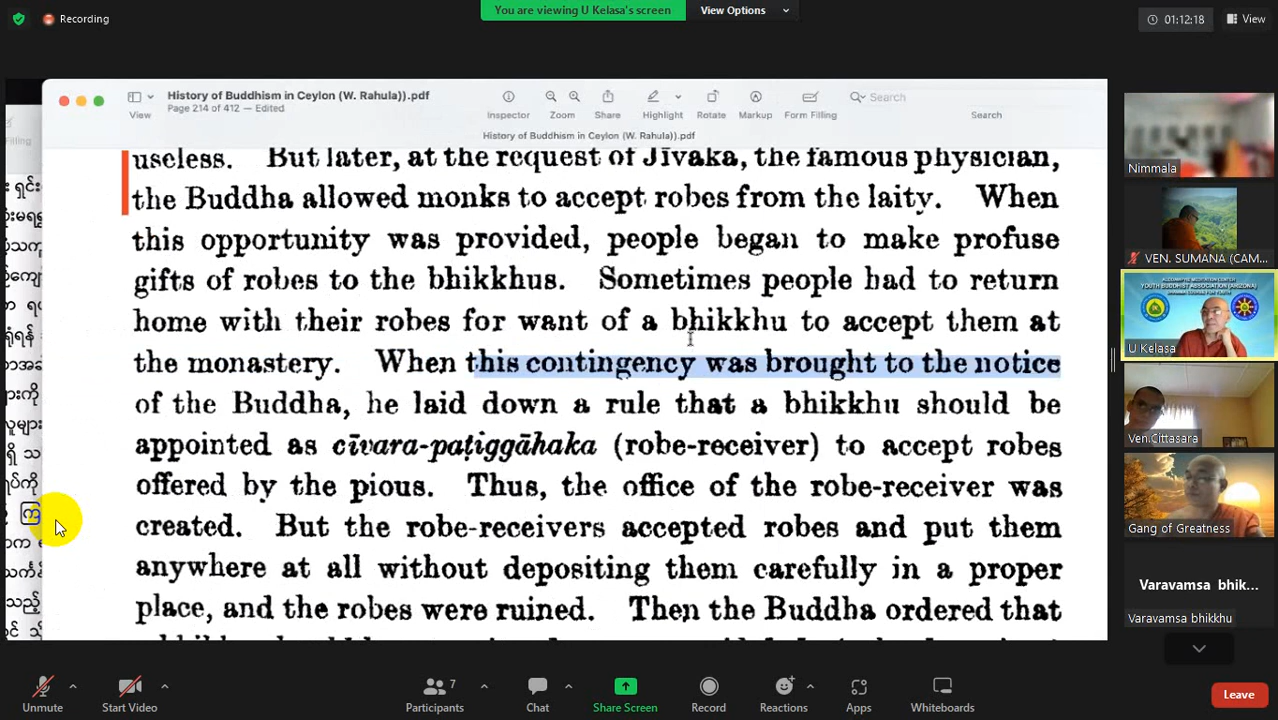 Recording
You are viewing U Kelasa's screen
View Options
01:12:18
View
History of Buddhism in Ceylon (W. Rahula)).pdf
Page 214 of 412 — Edited
View
Inspector
Zoom
Share
Highlight
Rotate
Markup
Form Filling
Search
Search
History of Buddhism in Ceylon (W. Rahula)).pdf
useless. But later, at the request of Jīvaka, the famous physician,
the Buddha allowed monks to accept robes from the laity. When
this opportunity was provided, people began to make profuse
gifts of robes to the bhikkhus. Sometimes people had to return
home with their robes for want of a bhikkhu to accept them at
the monastery. When this contingency was brought to the notice
of the Buddha, he laid down a rule that a bhikkhu should be
appointed as cīvara-paṭiggāhaka (robe-receiver) to accept robes
offered by the pious. Thus, the office of the robe-receiver was
created. But the robe-receivers accepted robes and put them
anywhere at all without depositing them carefully in a proper
place, and the robes were ruined. Then the Buddha ordered that
Nimmala
VEN. SUMANA (CAM...
YOUTH BUDDHIST ASSOCIATION (ARIZONA)
U Kelasa
Ven.Cittasara
Gang of Greatness
Varavamsa bhik...
Varavamsa bhikkhu
Unmute
Start Video
7
Participants
Chat
Share Screen
Record
Reactions
Apps
Whiteboards
Leave